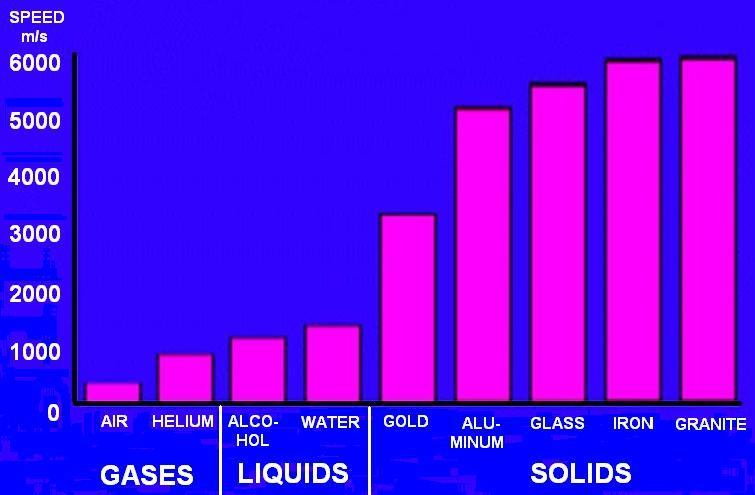 SPEED
m/s
6000
5000
4000
3000
2000
1000
0
AIR
HELIUM
ALCO-
HOL
WATER
GOLD
ALU-
MINUM
GLASS
IRON
GRANITE
GASES
LIQUIDS
SOLIDS